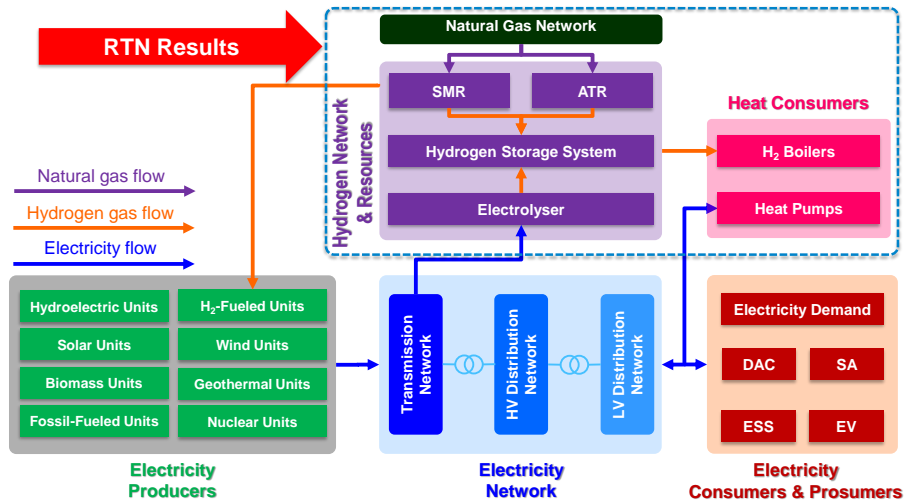 RTN Results
Natural Gas Network
SMR
ATR
Hydrogen Storage System
Electrolyser
Hydrogen Network
& Resources
Heat Consumers
H₂ Boilers
Heat Pumps
Natural gas flow
Hydrogen gas flow
Electricity flow
Hydroelectric Units
H₂-Fueled Units
Solar Units
Wind Units
Biomass Units
Geothermal Units
Fossil-Fueled Units
Nuclear Units
Electricity
Producers
Transmission
Network
HV Distribution
Network
LV Distribution
Network
Electricity
Network
Electricity Demand
DAC
SA
ESS
EV
Electricity
Consumers & Prosumers